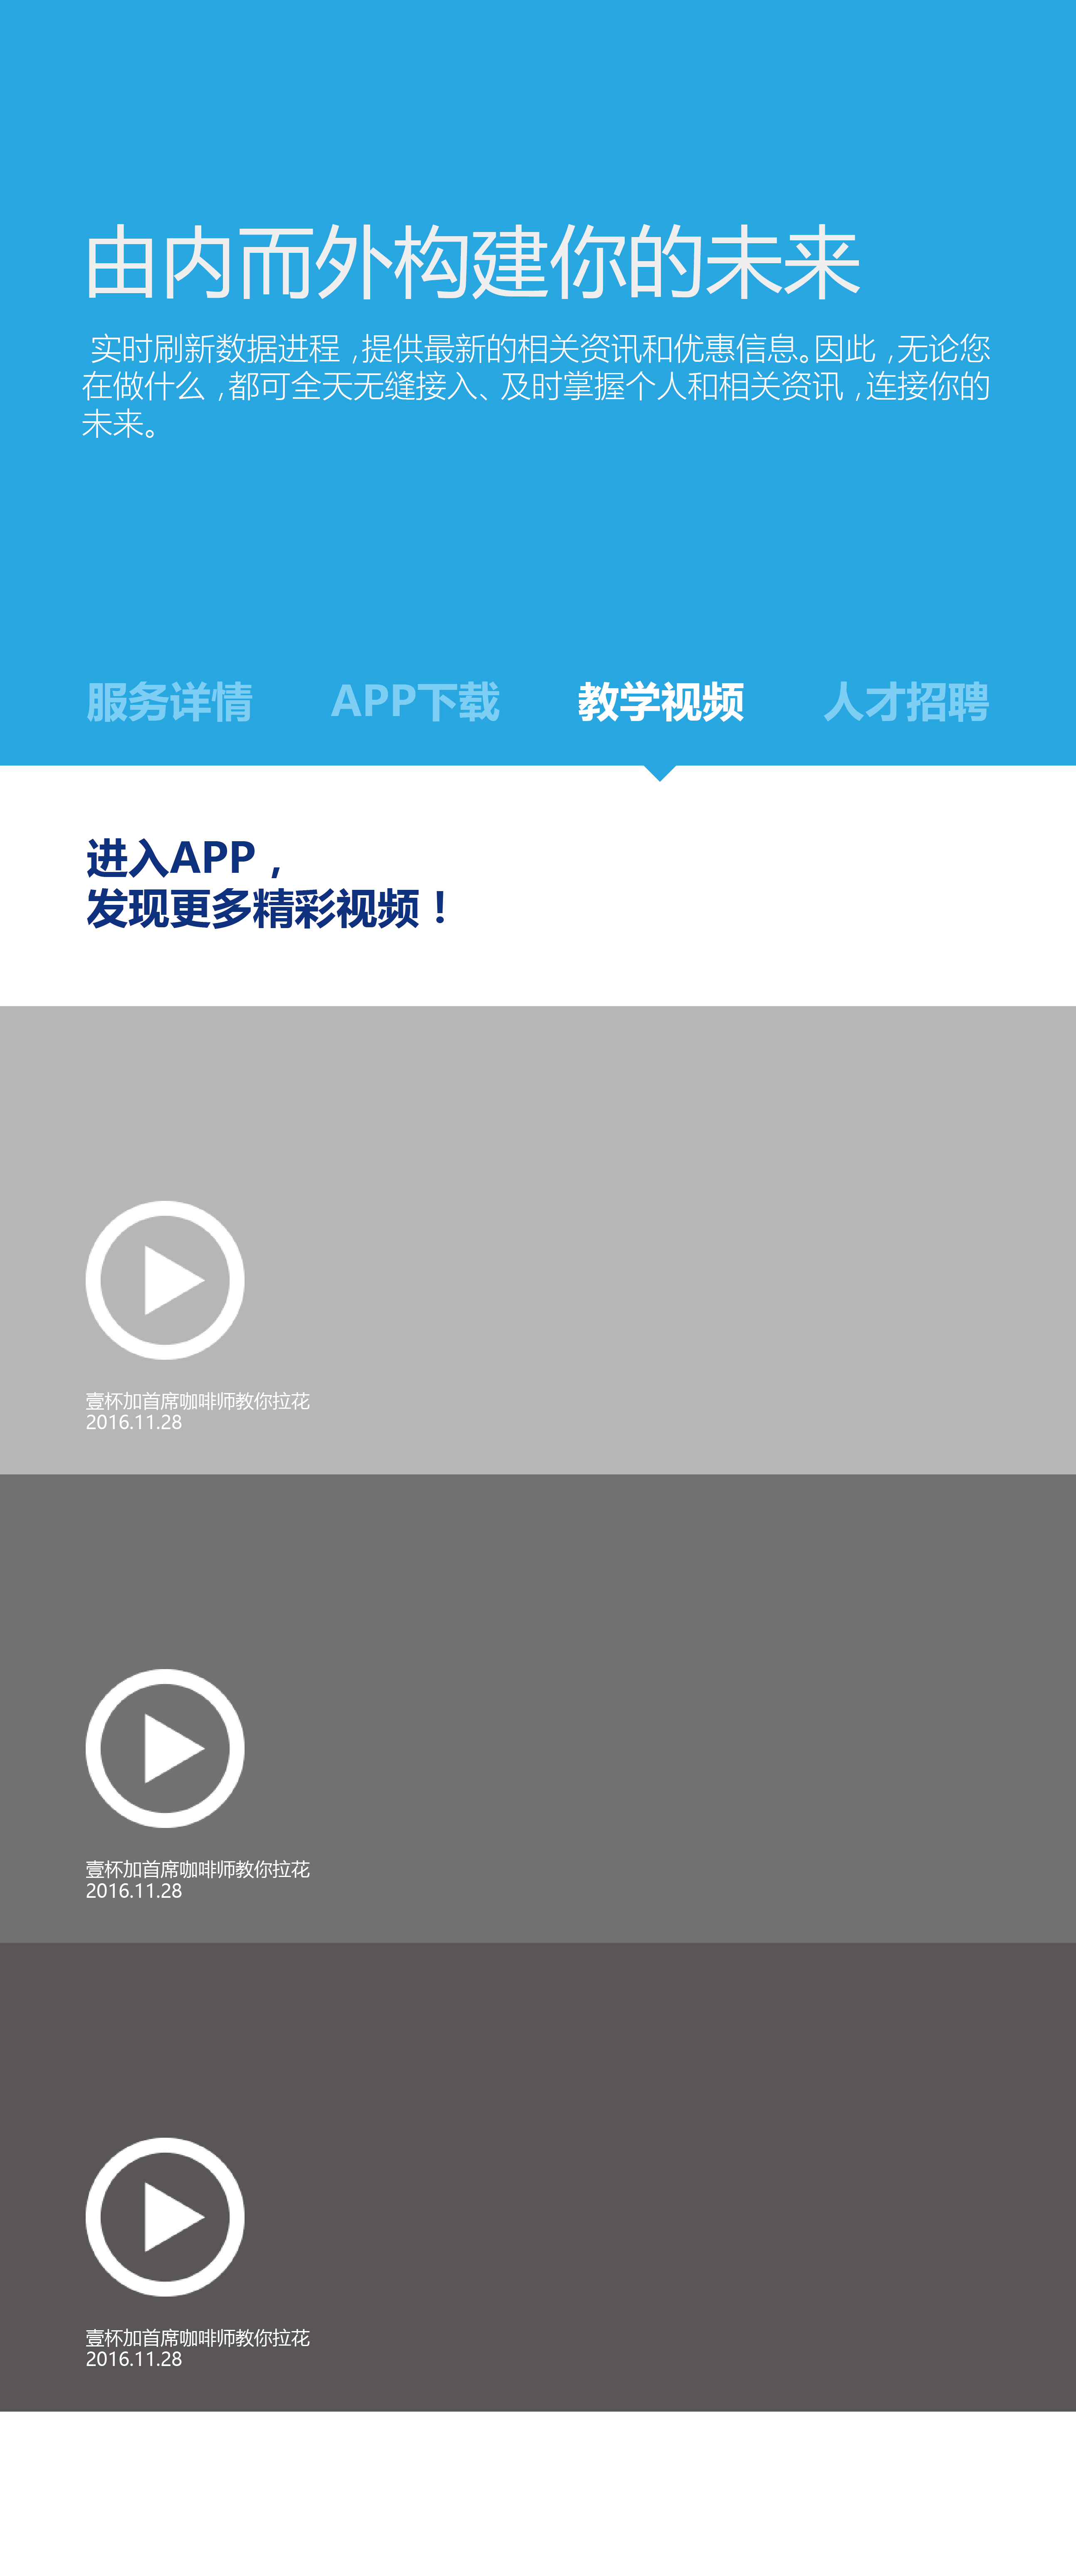 由内而外构建你的未来
实时刷新数据进程，提供最新的相关资讯和优惠信息。因此，无论您
在做什么，都可全天无缝接入、及时掌握个人和相关资讯，连接你的
未来。
服务详情 APP下载 教学视频 人才招聘
进入APP，
发现更多精彩视频！
壹杯加首席咖啡师教你拉花
2016.11.28
壹杯加首席咖啡师教你拉花
2016.11.28
壹杯加首席咖啡师教你拉花
2016.11.28